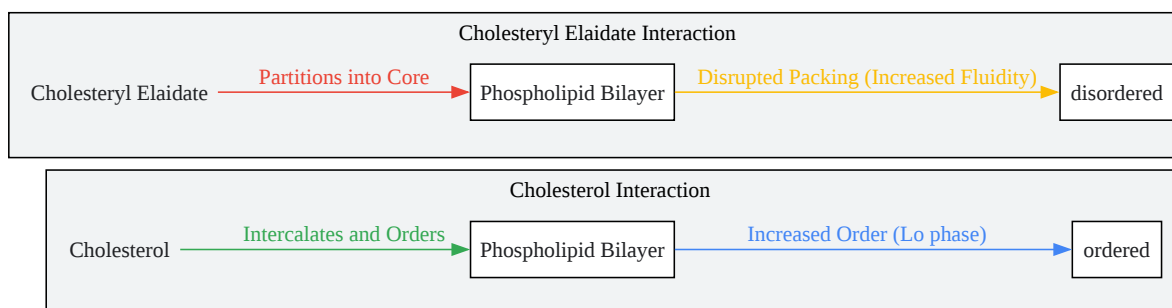 Cholesteryl Elaidate Interaction
Cholesteryl Elaidate
Partitions into Core
Phospholipid Bilayer
Disrupted Packing (Increased Fluidity)
disordered
Cholesterol Interaction
Cholesterol
Intercalates and Orders
Phospholipid Bilayer
Increased Order (Lo phase)
ordered